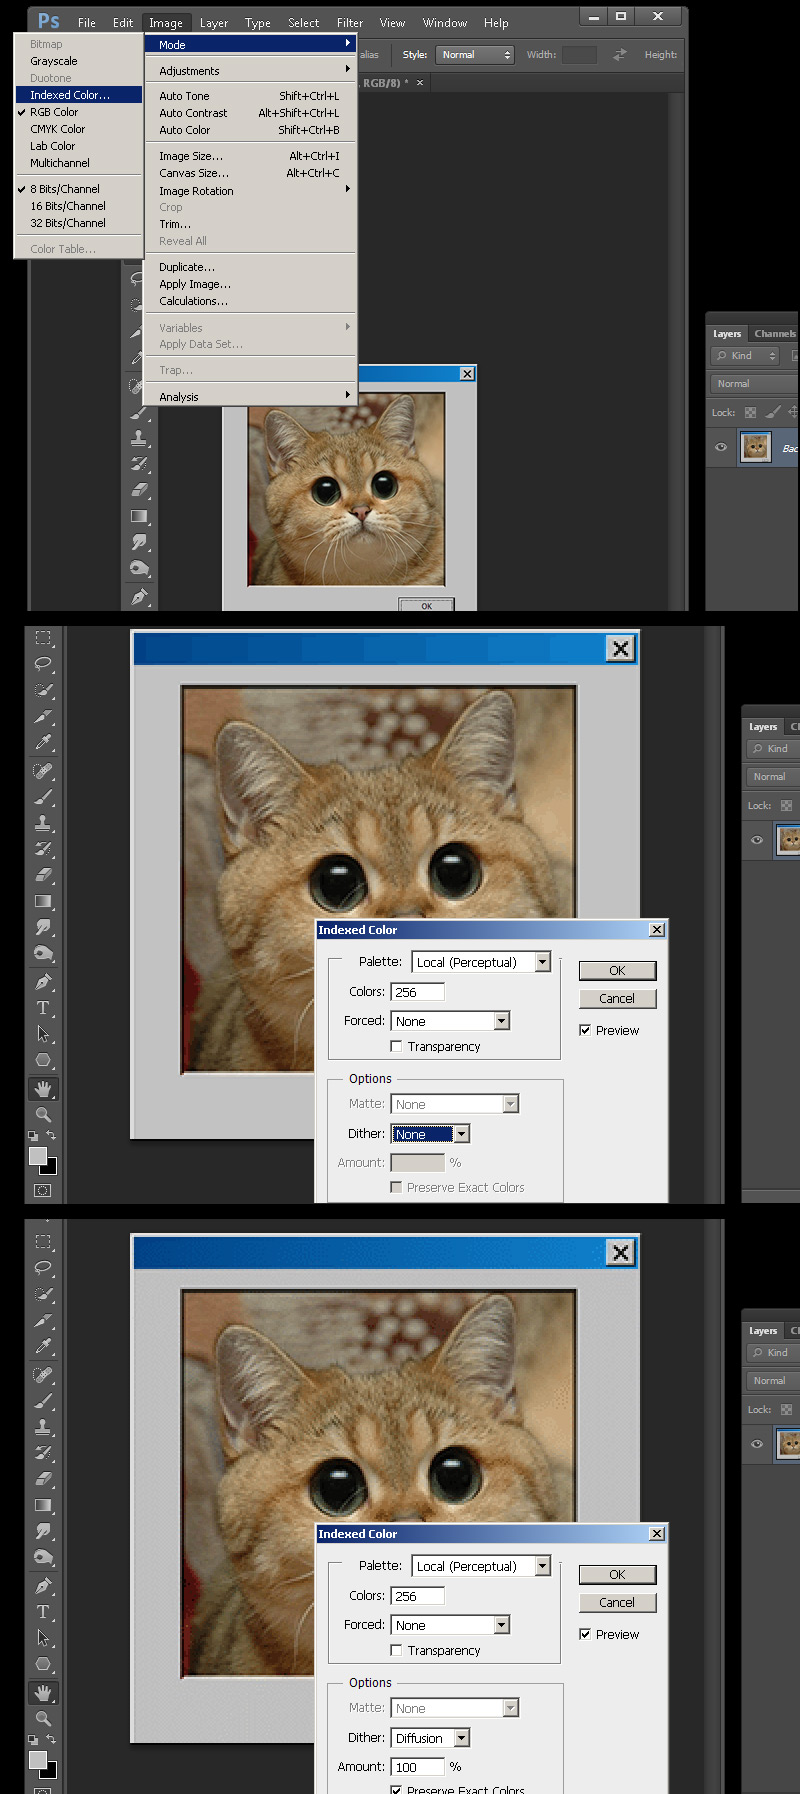 Ps File Edit Image Layer Type Select Filter View Window Help
alias Style: Normal Width: Height:
, RGB/8) * ×
Mode
Adjustments
Auto Tone Shift+Ctrl+L
Auto Contrast Alt+Shift+Ctrl+L
Auto Color Shift+Ctrl+B
Image Size... Alt+Ctrl+I
Canvas Size... Alt+Ctrl+C
Image Rotation
Crop
Trim...
Reveal All
Duplicate...
Apply Image...
Calculations...
Variables
Apply Data Set...
Trap...
Analysis
Bitmap
Grayscale
Duotone
Indexed Color...
RGB Color
CMYK Color
Lab Color
Multichannel
8 Bits/Channel
16 Bits/Channel
32 Bits/Channel
Color Table...
OK
Layers Channels
Kind
Normal
Lock:
Bac
Indexed Color
Palette: Local (Perceptual)
Colors: 256
Forced: None
Transparency
OK
Cancel
Preview
Options
Matte: None
Dither: None
Amount: %
Preserve Exact Colors
Layers Cl
Kind
Normal
Lock:
T
Indexed Color
Palette: Local (Perceptual)
Colors: 256
Forced: None
Transparency
OK
Cancel
Preview
Options
Matte: None
Dither: Diffusion
Amount: 100 %
Preserve Exact Colors
Layers Cl
Kind
Normal
Lock:
T